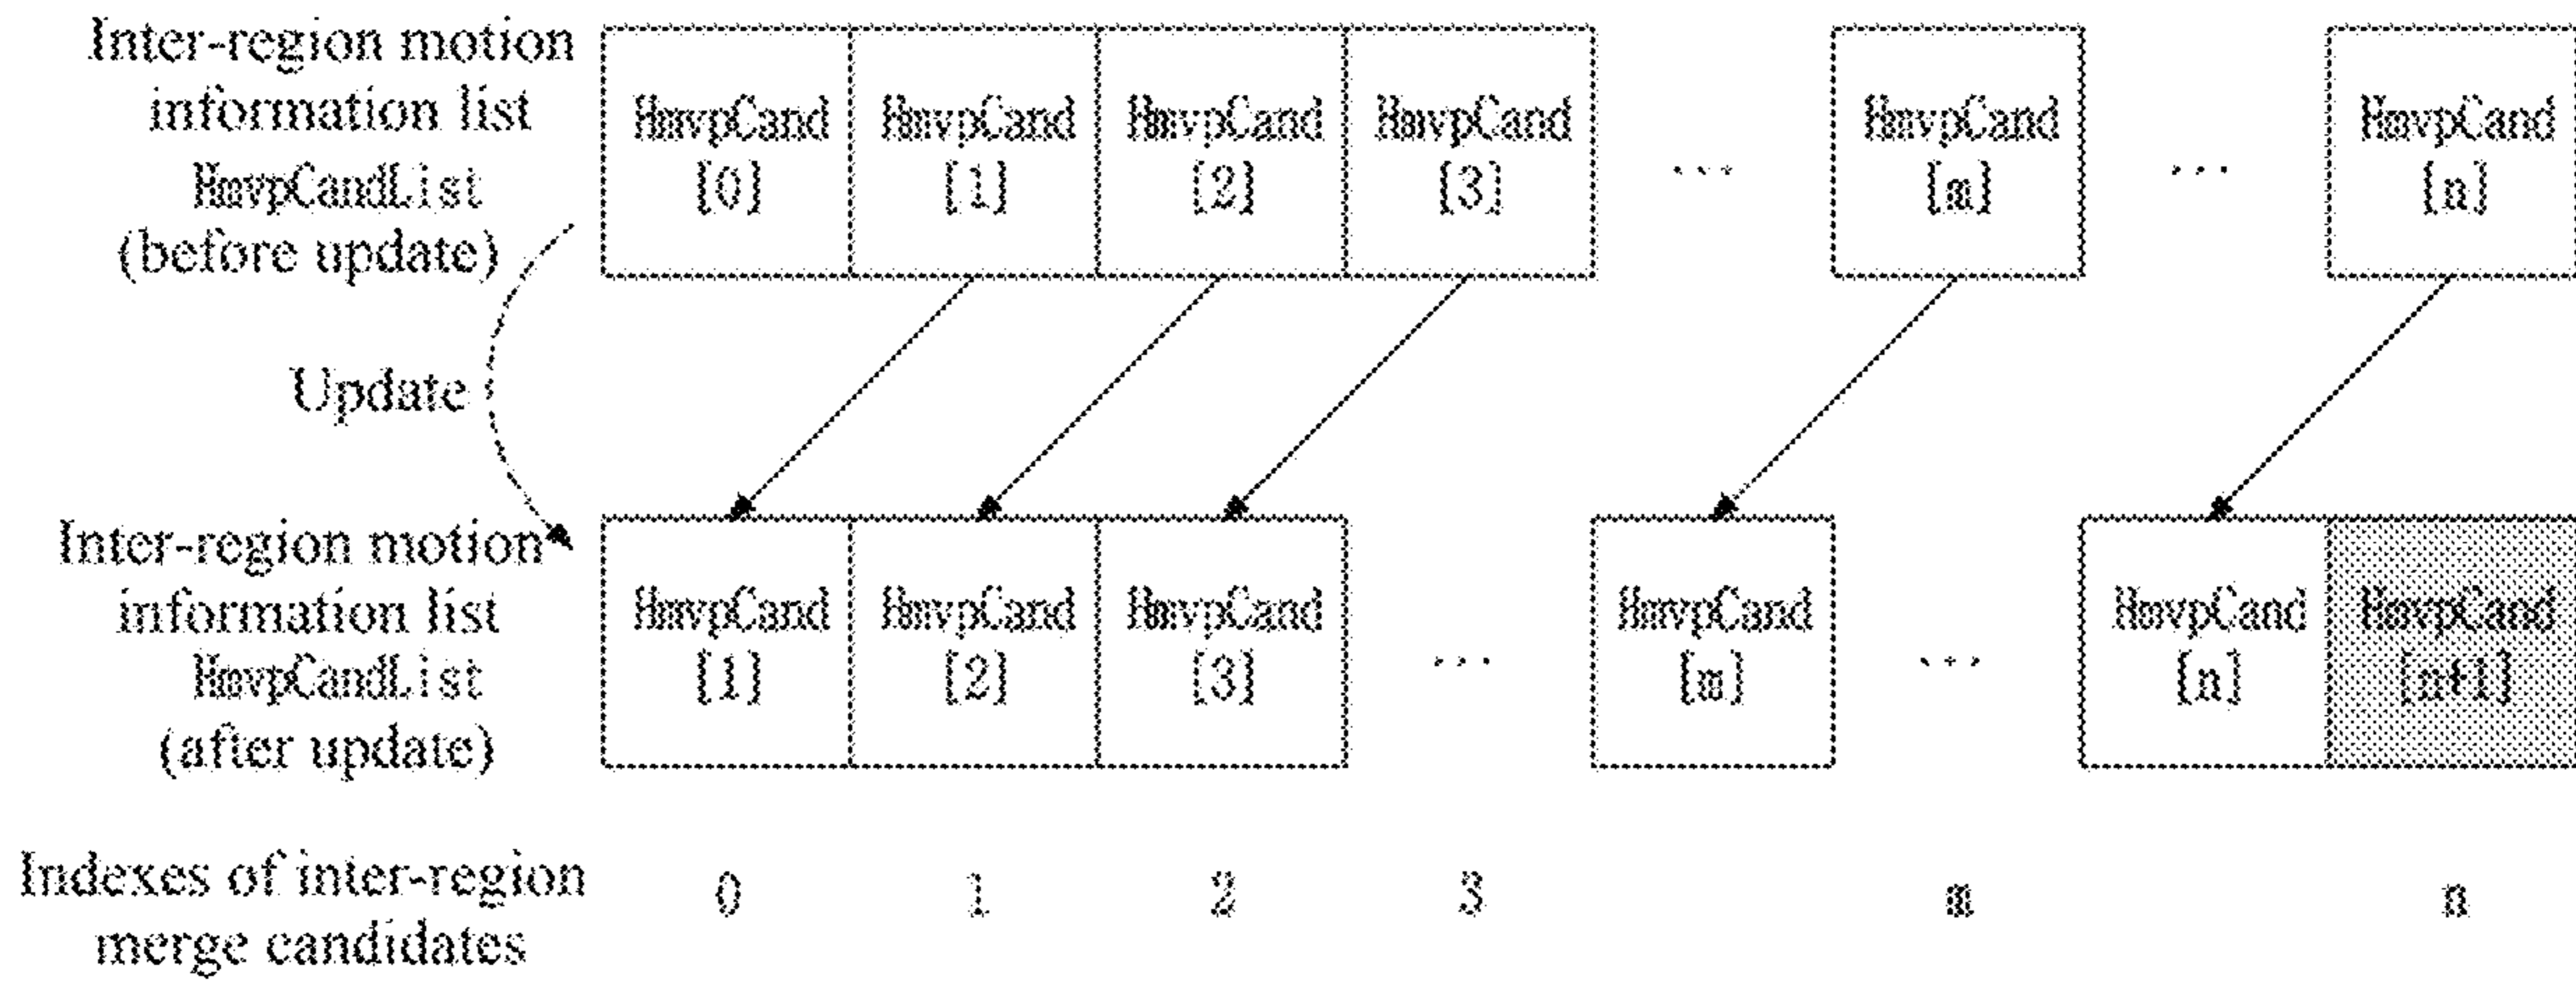 Inter-region motion
information list
HmvpCandList
(before update)
HmvpCand
[0]
HmvpCand
[1]
HmvpCand
[2]
HmvpCand
[3]
...
HmvpCand
[m]
...
HmvpCand
[n]
Update
Inter-region motion
information list
HmvpCandList
(after update)
HmvpCand
[1]
HmvpCand
[2]
HmvpCand
[3]
...
HmvpCand
[m]
...
HmvpCand
[n]
HmvpCand
[n+1]
Indexes of inter-region
merge candidates
0 1 2 3 m n